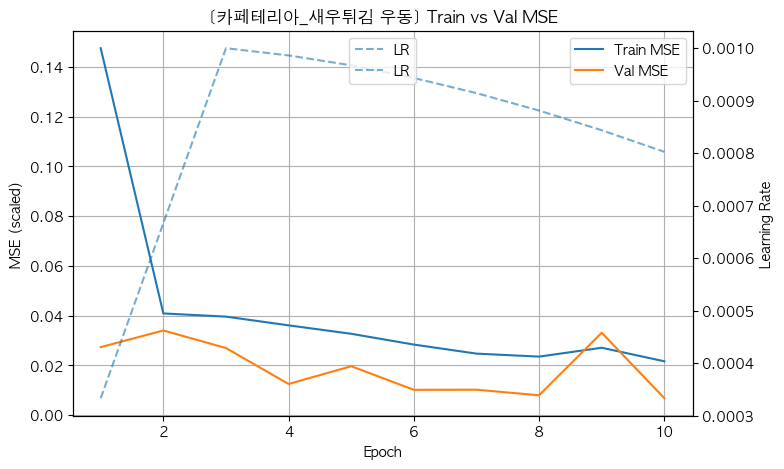 [카페테리아_새우튀김 우동] Train vs Val MSE
LR
LR
Train MSE
Val MSE
MSE (scaled)
0.14
0.12
0.10
0.08
0.06
0.04
0.02
0.00
2
4
6
8
10
Epoch
0.0010
0.0009
0.0008
0.0007
0.0006
0.0005
0.0004
0.0003
Learning Rate